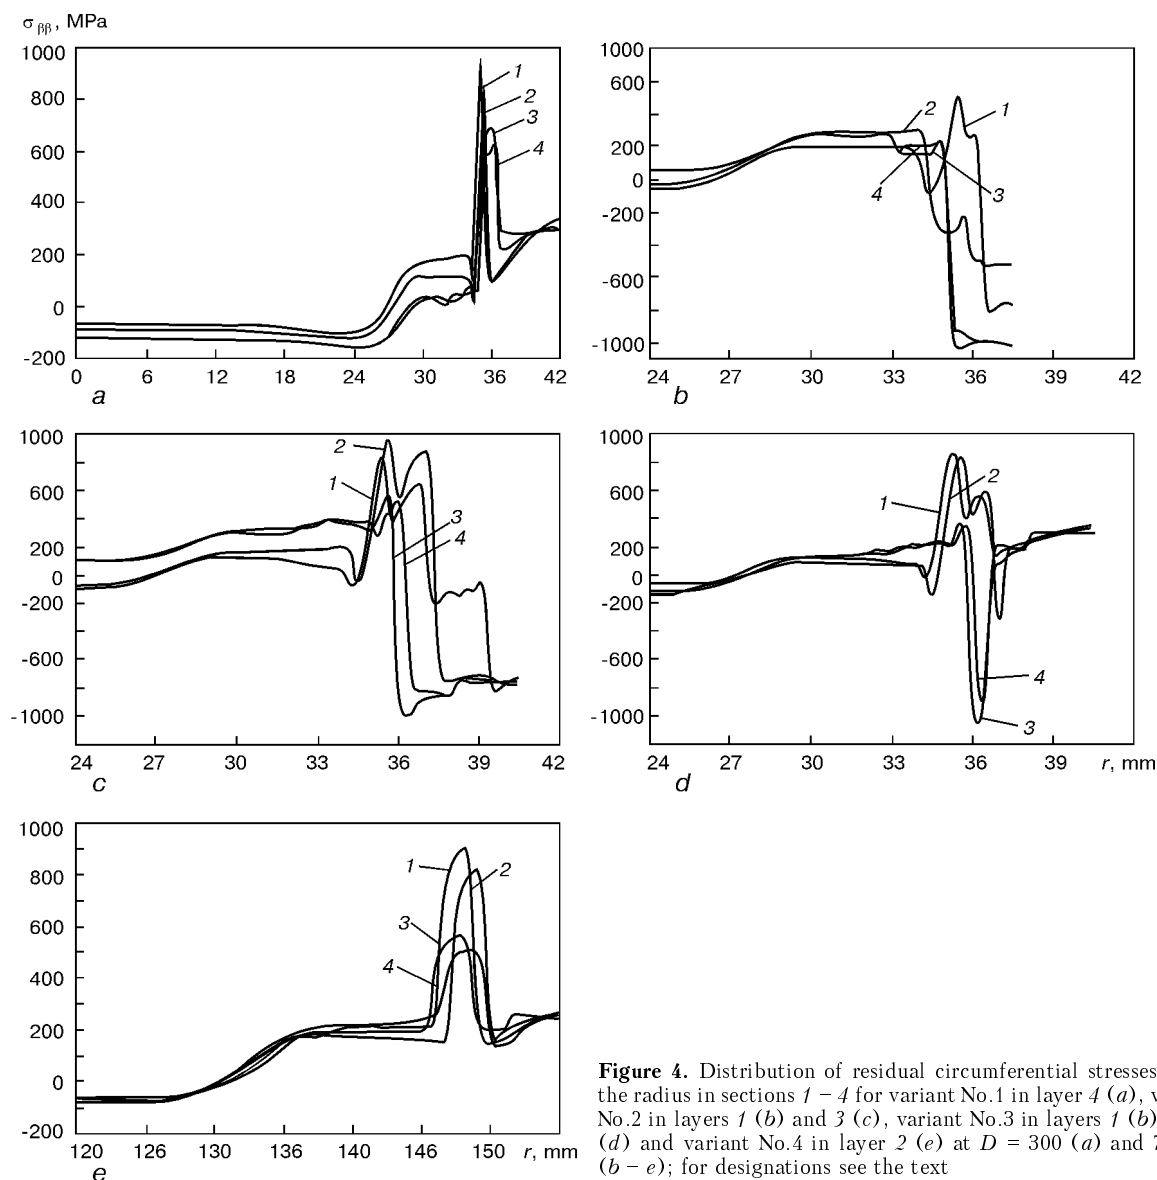 σββ, MPa
1000
800
600
400
200
0
-200
0 6 12 18 24 30 36 42
a
1 2 3 4
1000
600
200
0
-200
-600
-1000
24 27 30 33 36 39 42
b
1 2 3 4
1000
600
200
0
-200
-600
-1000
24 27 30 33 36 39 42
c
1 2 3 4
1000
600
200
0
-200
-600
-1000
24 27 30 33 36 39 r, mm
d
1 2 3 4
1000
800
600
400
200
0
-200
120 126 132 136 140 148 150 r, mm
e
1 2 3 4
Figure 4. Distribution of residual circumferential stresses
the radius in sections 1 – 4 for variant No.1 in layer 4 (a),
No.2 in layers 1 (b) and 3 (c), variant No.3 in layers 1 (b)
(d) and variant No.4 in layer 2 (e) at D = 300 (a) and
(b – e); for designations see the text